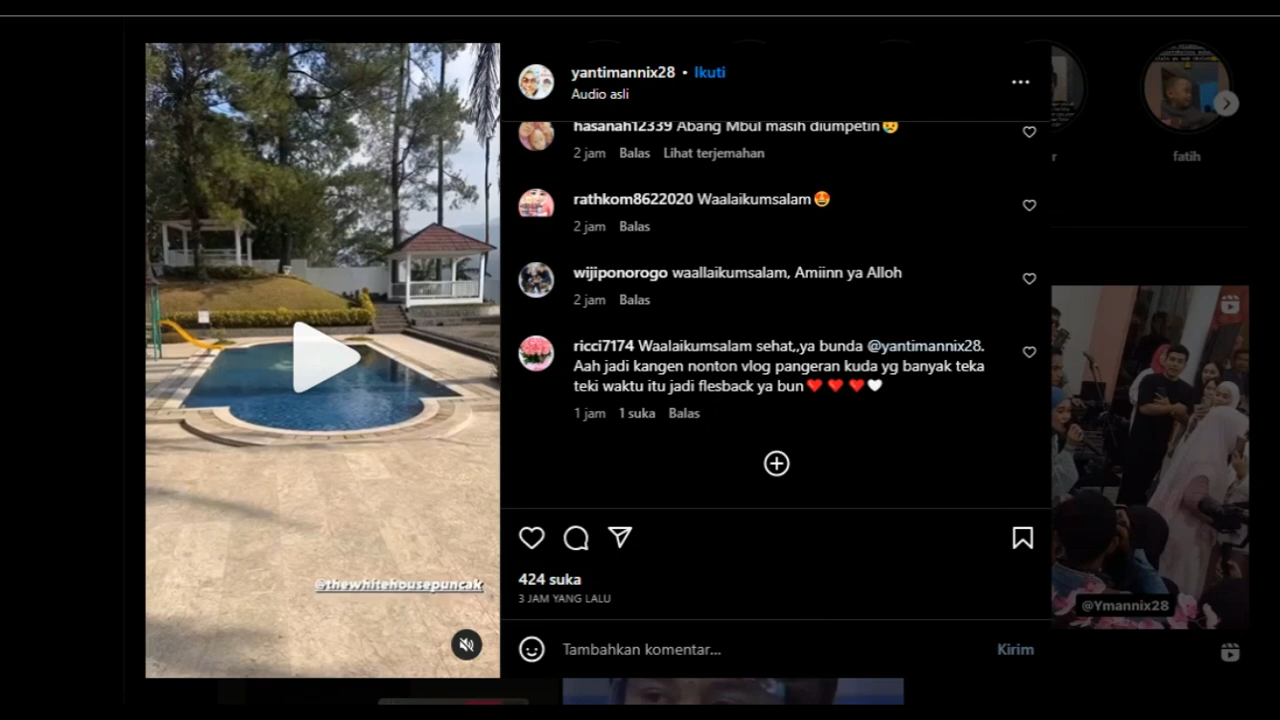 yantimannix28 • Ikuti
Audio asli
hasanah12339 Abang Mbul masih diumpetin😢
2 jam Balas Lihat terjemahan
rathkom8622020 Waalaikumsalam🤩
2 jam Balas
wijiponorogo waallaikumsalam, Amiinn ya Alloh
2 jam Balas
ricci7174 Waalaikumsalam sehat,,ya bunda @yantimannix28.
Aah jadi kangen nonton vlog pangeran kuda yg banyak teka
teki waktu itu jadi flesback ya bun❤️❤️❤️🤍
1 jam 1 suka Balas
424 suka
3 JAM YANG LALU
Tambahkan komentar...
Kirim
@thewhitehousepuncak
r
fatih
@Ymannix28